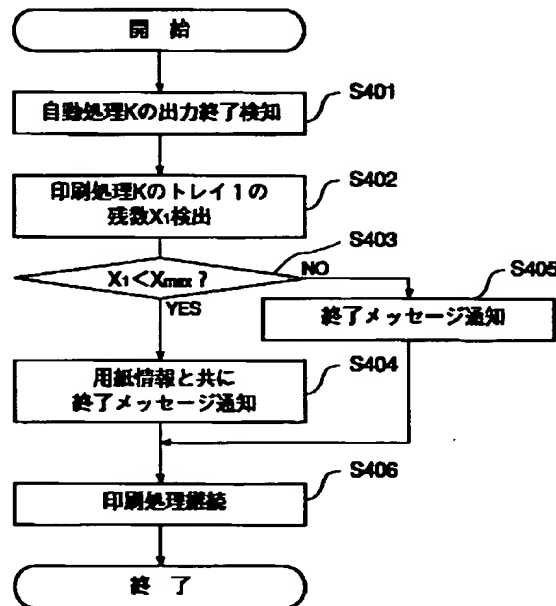 開 始
自動処理Kの出力終了検知
S401
印刷処理Kのトレイ1の
残数X1検出
S402
X1<Xmax ?
S403
NO
YES
終了メッセージ通知
S405
用紙情報と共に
終了メッセージ通知
S404
印刷処理継続
S406
終 了